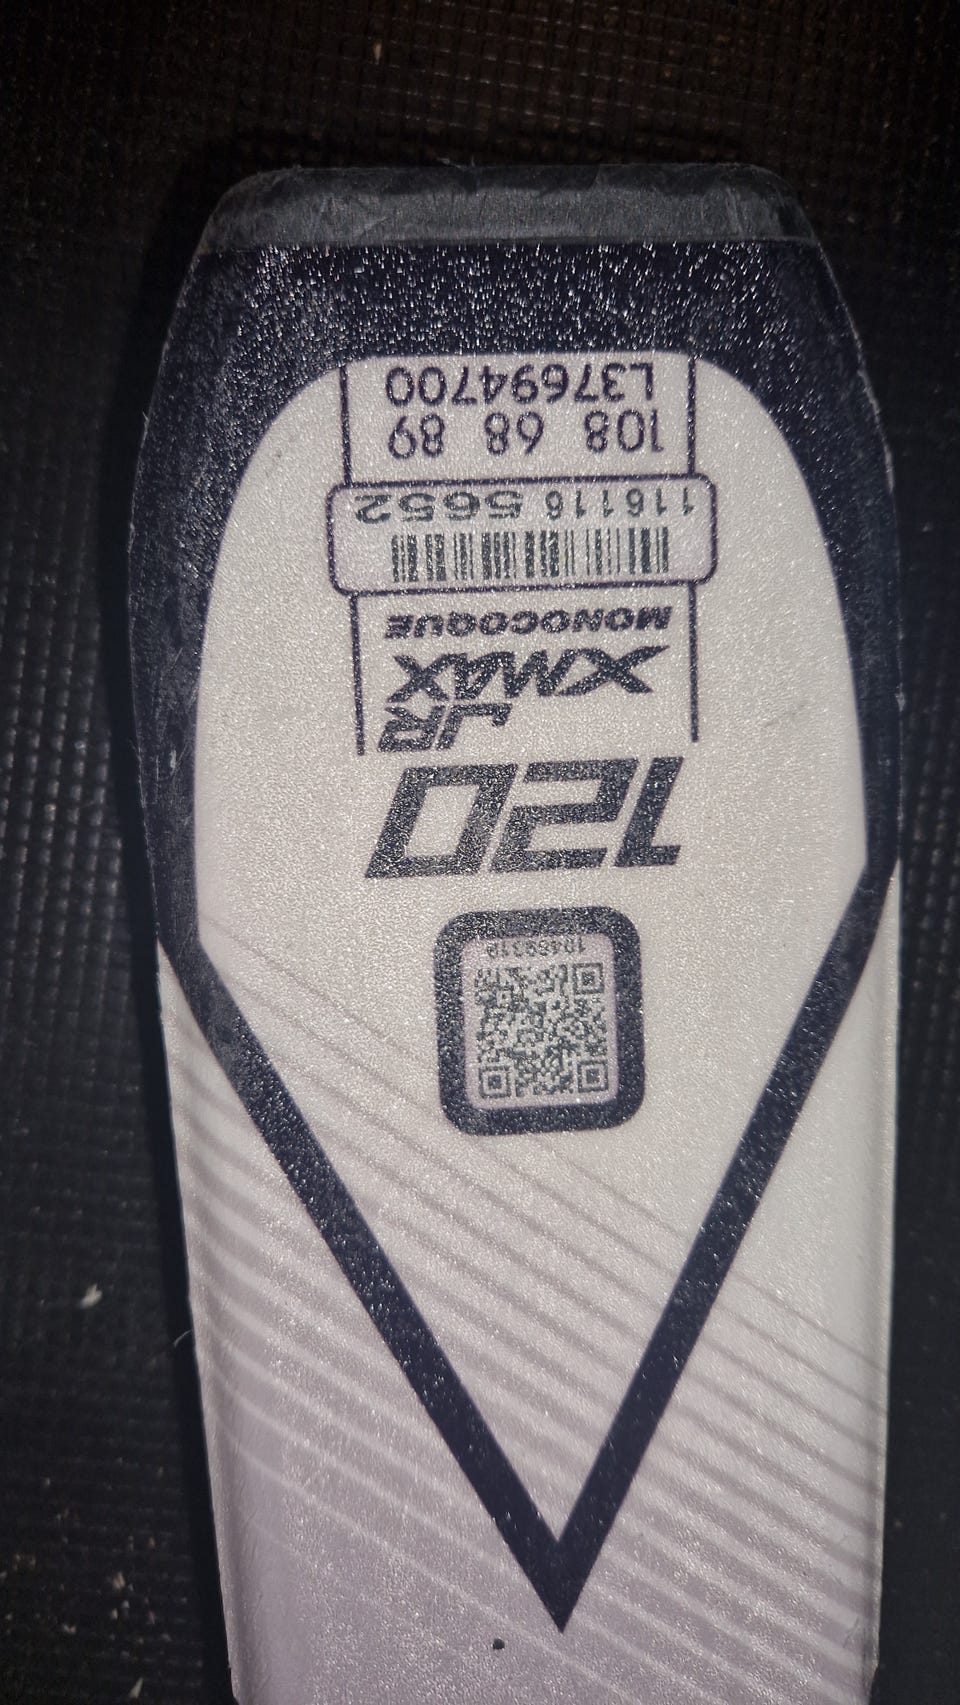 120
JR
XMAX
MONOCOQUE
116116 5652
108 68 89
L37694700